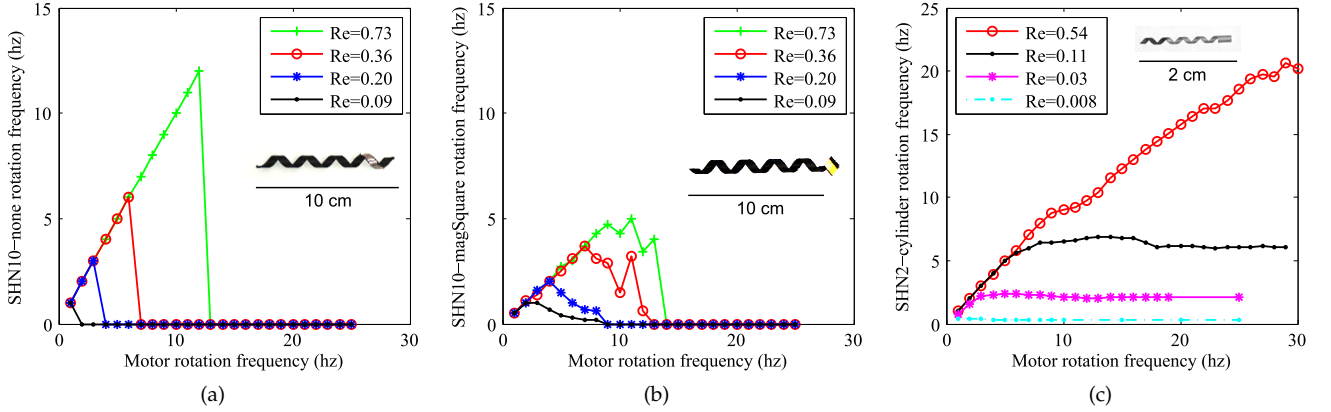 15
10
5
0
0
10
20
30
SHN10−none rotation frequency (hz)
Motor rotation frequency (hz)
Re=0.73
Re=0.36
Re=0.20
Re=0.09
10 cm
(a)
15
10
5
0
0
10
20
30
SHN10−magSquare rotation frequency (hz)
Motor rotation frequency (hz)
Re=0.73
Re=0.36
Re=0.20
Re=0.09
10 cm
(b)
25
20
15
10
5
0
0
10
20
30
SHN2−cylinder rotation frequency (hz)
Motor rotation frequency (hz)
Re=0.54
Re=0.11
Re=0.03
Re=0.008
2 cm
(c)